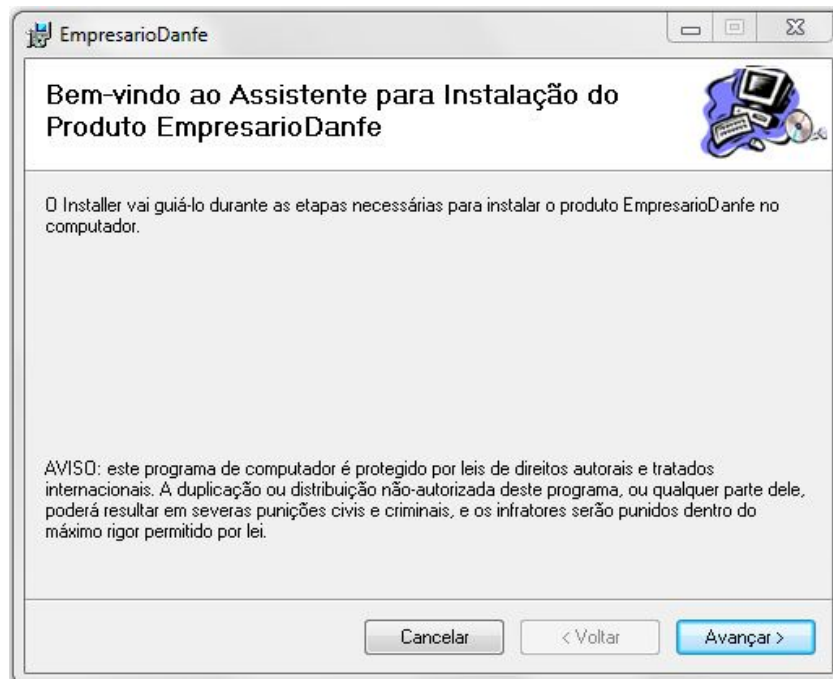 EmpresarioDanfe
Bem-vindo ao Assistente para Instalação do
Produto EmpresarioDanfe
O Installer vai guiá-lo durante as etapas necessárias para instalar o produto EmpresarioDanfe no
computador.
AVISO: este programa de computador é protegido por leis de direitos autorais e tratados
internacionais. A duplicação ou distribuição não-autorizada deste programa, ou qualquer parte dele,
poderá resultar em severas punições civis e criminais, e os infratores serão punidos dentro do
máximo rigor permitido por lei.
Cancelar
< Voltar
Avançar >